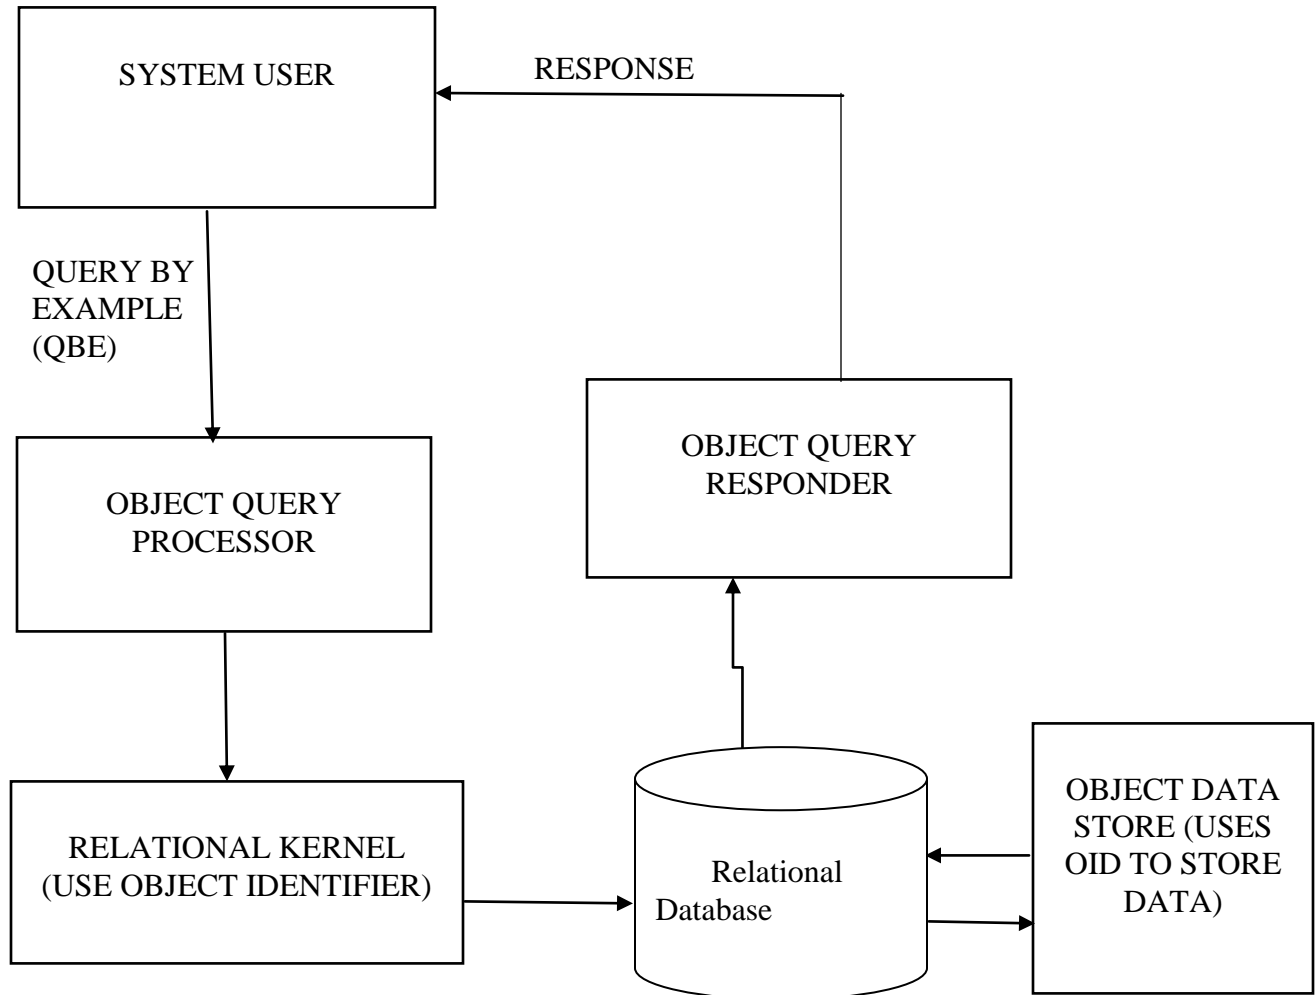 SYSTEM USER
RESPONSE
QUERY BY
EXAMPLE
(QBE)
OBJECT QUERY
RESPONDER
OBJECT QUERY
PROCESSOR
RELATIONAL KERNEL
(USE OBJECT IDENTIFIER)
Relational
Database
OBJECT DATA
STORE (USES
OID TO STORE
DATA)